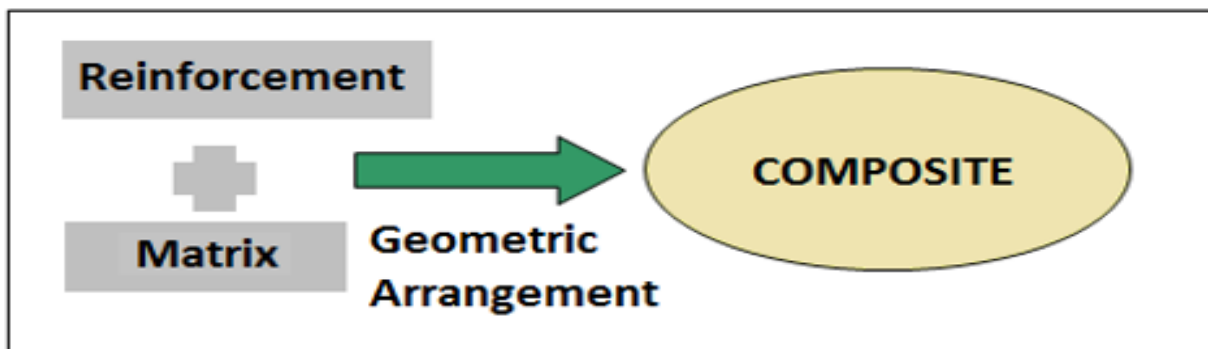 Reinforcement
Matrix
Geometric
Arrangement
COMPOSITE